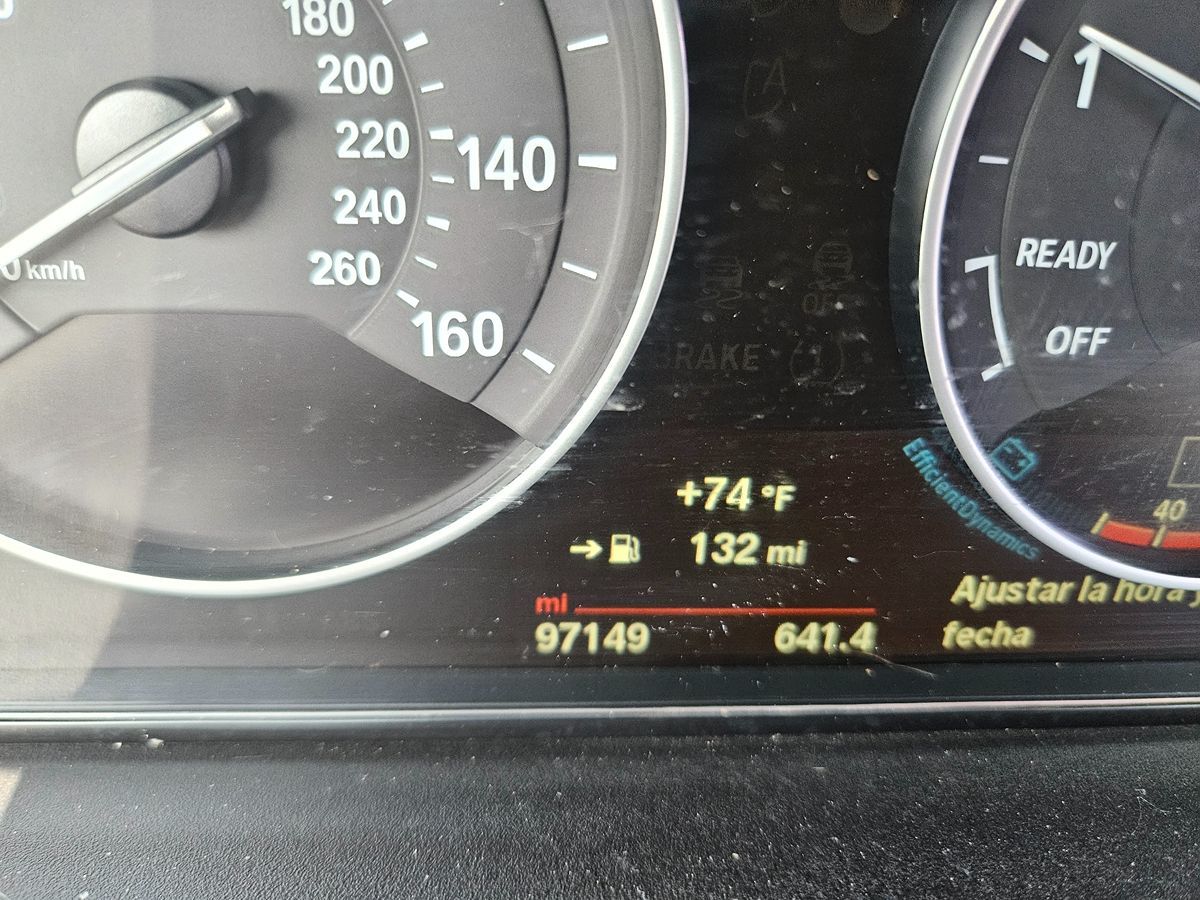 180
200
220
240
260
km/h
140
160
1
READY
OFF
BRAKE
EfficientDynamics
40
+74 °F
132 mi
mi
97149 641.4
Ajustar la hora y
fecha